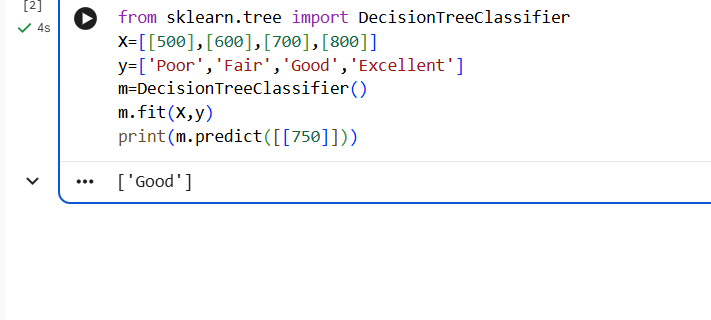 [2]
4s
from sklearn.tree import DecisionTreeClassifier
X=[[500],[600],[700],[800]]
y=['Poor','Fair','Good','Excellent']
m=DecisionTreeClassifier()
m.fit(X,y)
print(m.predict([[750]]))
['Good']